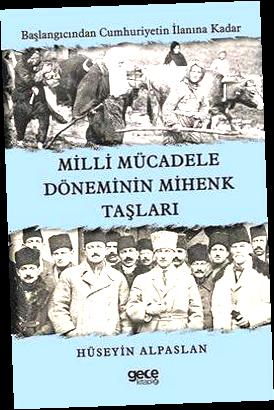 Başlangıcından Cumhuriyetin İlanına Kadar
MİLLİ MÜCADELE
DÖNEMİNİN MİHENK
TAŞLARI
HÜSEYİN ALPASLAN
gece
kitaplığı